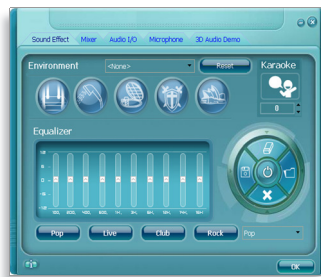 Sound Effect Mixer Audio I/O Microphone 3D Audio Demo
Environment <None> Reset Karaoke
0
Equalizer
Pop Live Club Rock Pop
OK